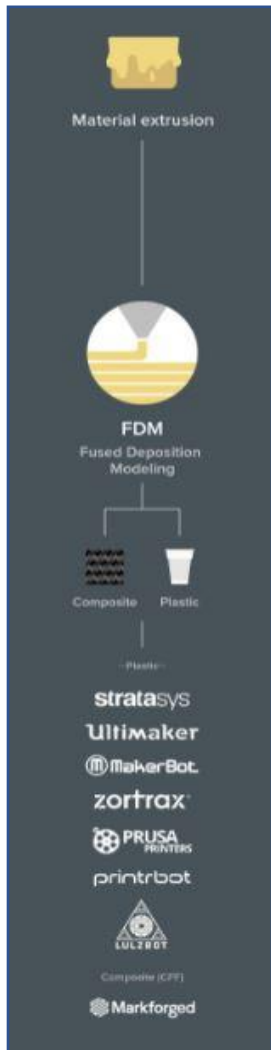 Material extrusion
FDM
Fused Deposition
Modeling
Composite Plastic
--Plastic--
stratasys
Ultimaker
MakerBot.
zortrax
PRUSA
PRINTERS
printrbot
LULZBOT
Composite (CFF)
Markforged